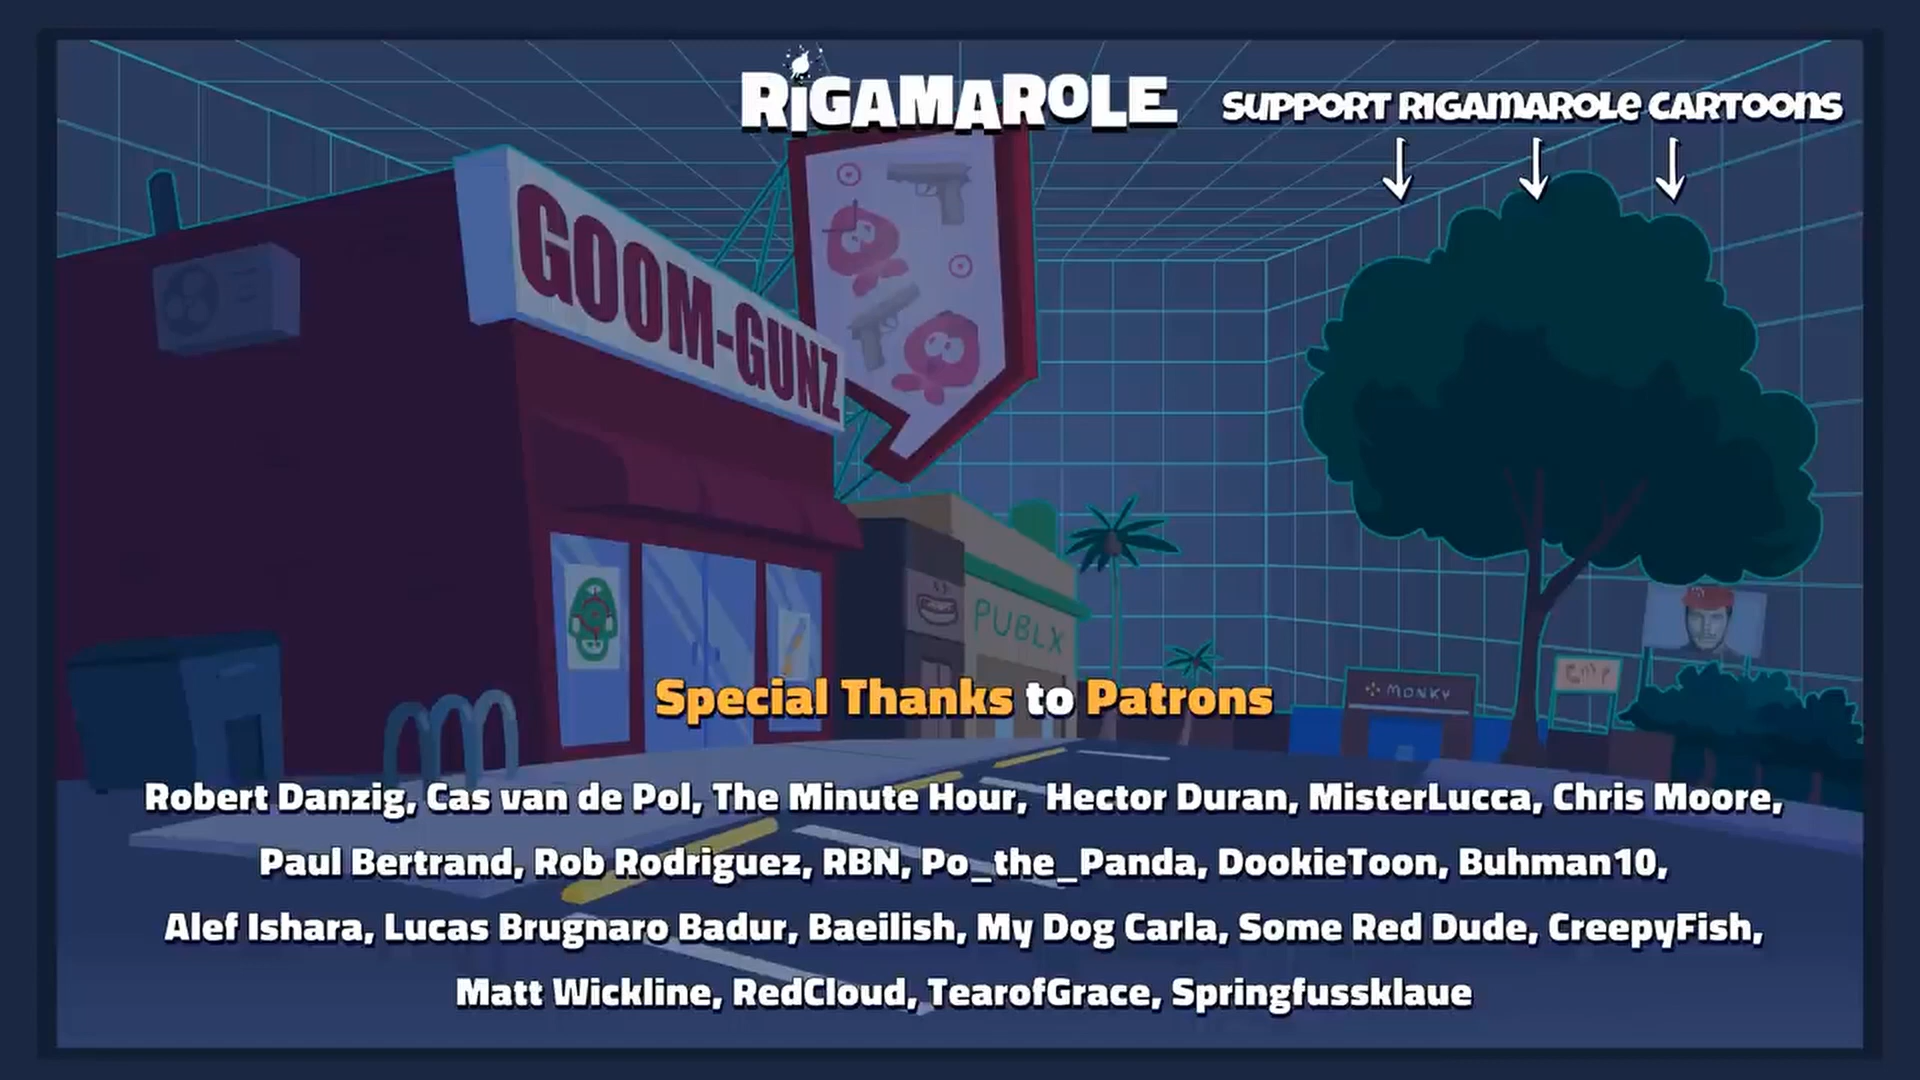 RIGAMAROLE
SUPPORT RIGAMAROLE CARTOONS
GOOM-GUNZ
PUBLX
MONKY
Special Thanks to Patrons
Robert Danzig, Cas van de Pol, The Minute Hour, Hector Duran, MisterLucca, Chris Moore,
Paul Bertrand, Rob Rodriguez, RBN, Po_the_Panda, DookieToon, Buhman10,
Alef Ishara, Lucas Brugnaro Badur, Baeilish, My Dog Carla, Some Red Dude, CreepyFish,
Matt Wickline, RedCloud, TearofGrace, Springfussklaue